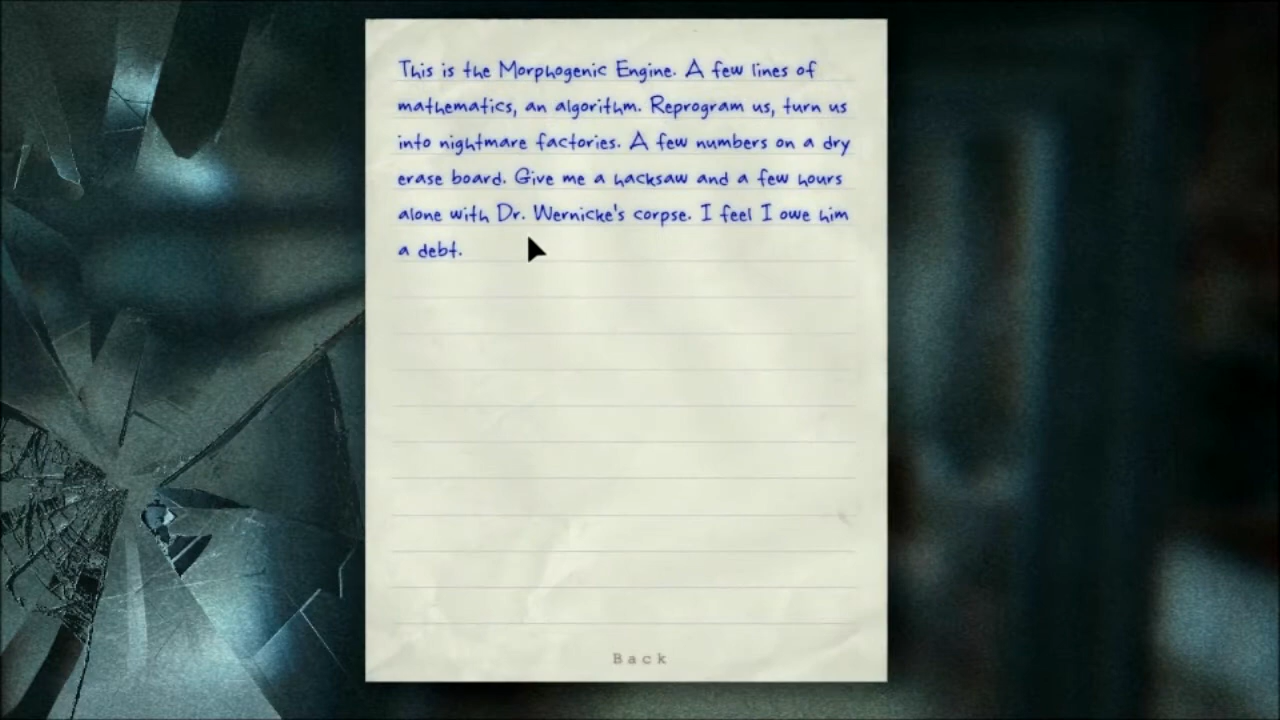 This is the Morphogenic Engine. A few lines of
mathematics, an algorithm. Reprogram us, turn us
into nightmare factories. A few numbers on a dry
erase board. Give me a hacksaw and a few hours
alone with Dr. Wernicke's corpse. I feel I owe him
a debt.
Back